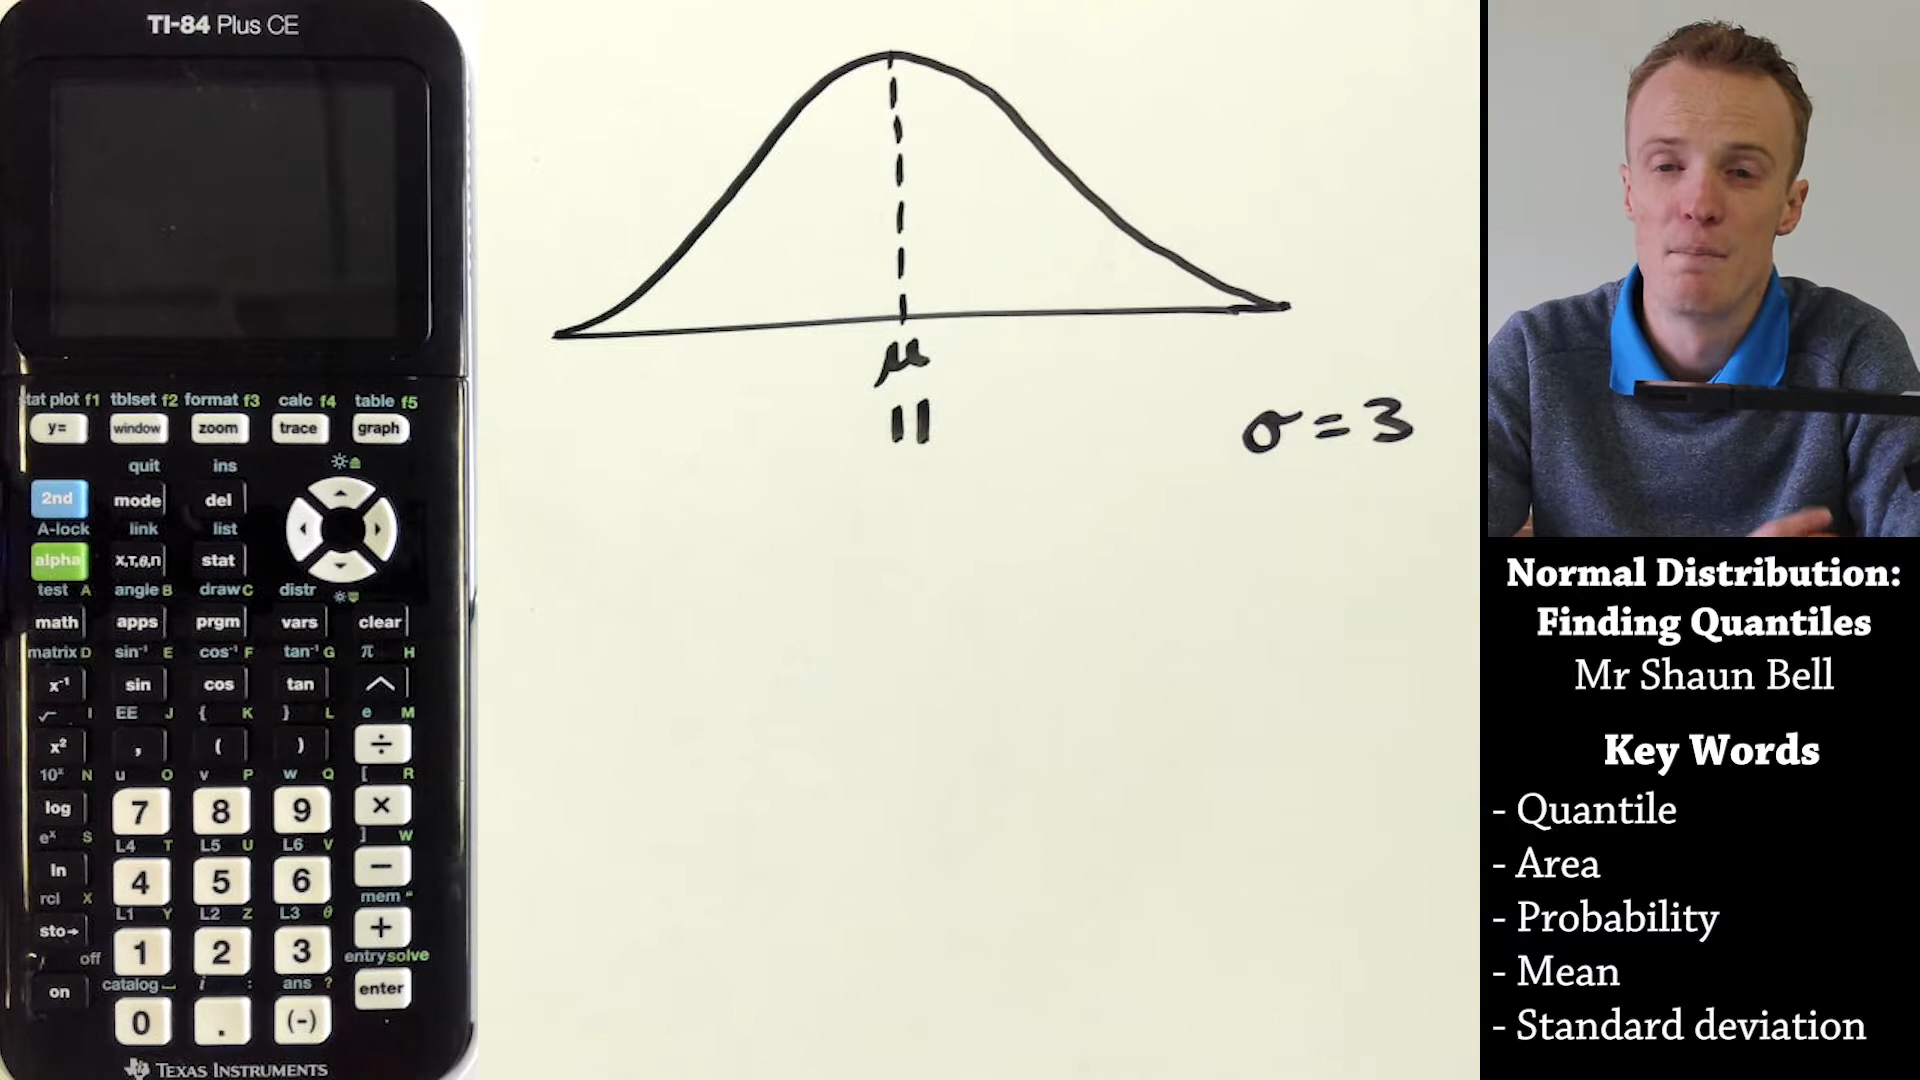 TI-84 Plus CE
stat plot f1 tblset f2 format f3 calc f4 table f5
y= window zoom trace graph
quit ins
2nd mode del
A-lock link list
alpha X,T,θ,n stat
test A angle B draw C distr
math apps prgm vars clear
matrix D sin⁻¹ E cos⁻¹ F tan⁻¹ G π H
x⁻¹ sin cos tan ^
√ I EE J { K } L e M
x² , ( ) ÷
10ˣ N u O v P w Q [ R
log 7 8 9 ×
eˣ S L4 T L5 U L6 V ] W
ln 4 5 6 −
rcl X L1 Y L2 Z L3 θ mem "
sto→ 1 2 3 +
off catalog i : ans ? entry solve
on 0 . (-) enter
TEXAS INSTRUMENTS
μ
11
σ = 3
Normal Distribution:
Finding Quantiles
Mr Shaun Bell
Key Words
- Quantile
- Area
- Probability
- Mean
- Standard deviation